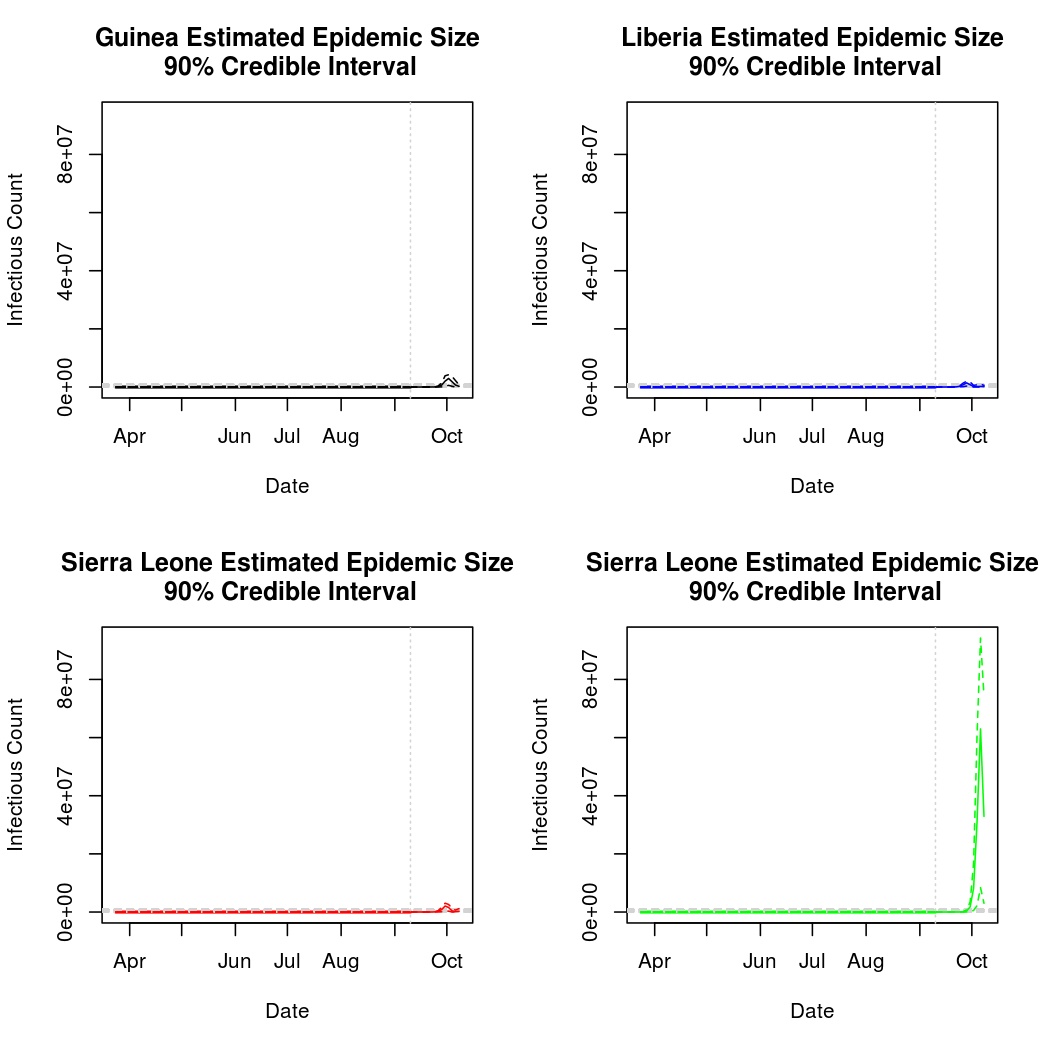 Guinea Estimated Epidemic Size
90% Credible Interval
Infectious Count
8e+07
4e+07
0e+00
Apr Jun Jul Aug Oct
Date
Liberia Estimated Epidemic Size
90% Credible Interval
Infectious Count
8e+07
4e+07
0e+00
Apr Jun Jul Aug Oct
Date
Sierra Leone Estimated Epidemic Size
90% Credible Interval
Infectious Count
8e+07
4e+07
0e+00
Apr Jun Jul Aug Oct
Date
Sierra Leone Estimated Epidemic Size
90% Credible Interval
Infectious Count
8e+07
4e+07
0e+00
Apr Jun Jul Aug Oct
Date